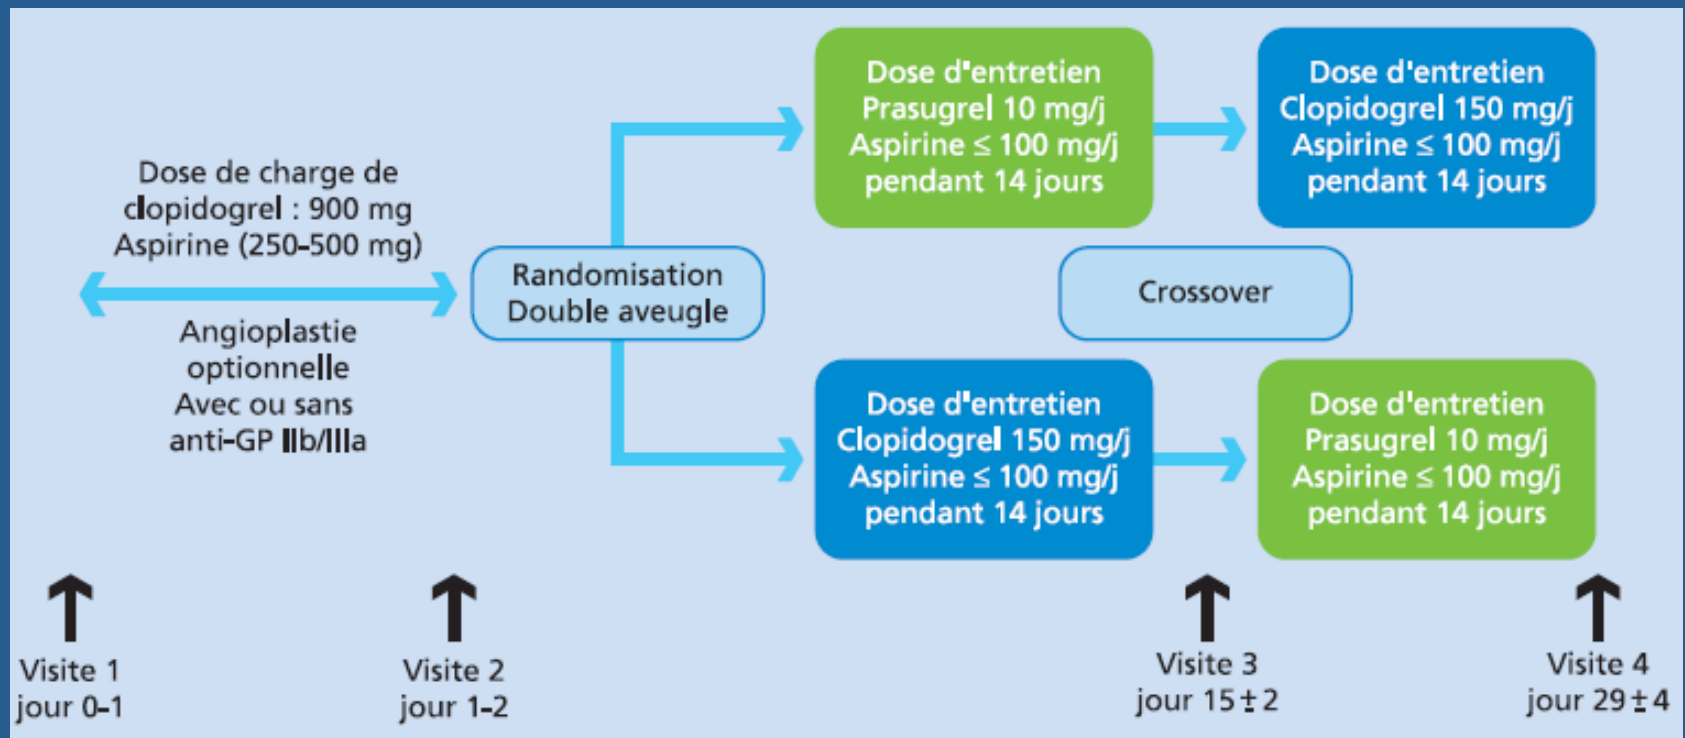 Dose de charge de
clopidogrel : 900 mg
Aspirine (250-500 mg)
Angioplastie
optionnelle
Avec ou sans
anti-GP IIb/IIIa
Randomisation
Double aveugle
Dose d'entretien
Prasugrel 10 mg/j
Aspirine ≤ 100 mg/j
pendant 14 jours
Dose d'entretien
Clopidogrel 150 mg/j
Aspirine ≤ 100 mg/j
pendant 14 jours
Crossover
Dose d'entretien
Clopidogrel 150 mg/j
Aspirine ≤ 100 mg/j
pendant 14 jours
Dose d'entretien
Prasugrel 10 mg/j
Aspirine ≤ 100 mg/j
pendant 14 jours
Visite 1
jour 0-1
Visite 2
jour 1-2
Visite 3
jour 15 ± 2
Visite 4
jour 29 ± 4